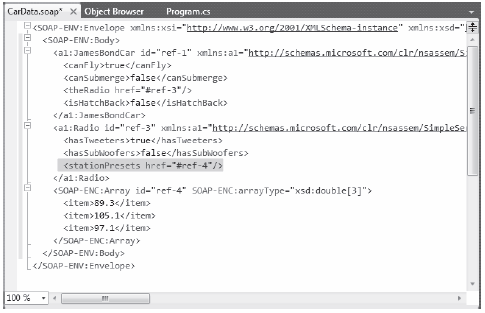 CarData.soap* × Object Browser Program.cs
<SOAP-ENV:Envelope xmlns:xsi="http://www.w3.org/2001/XMLSchema-instance" xmlns:xsd="
<SOAP-ENV:Body>
<a1:JamesBondCar id="ref-1" xmlns:a1="http://schemas.microsoft.com/clr/nsassem/S
<canFly>true</canFly>
<canSubmerge>false</canSubmerge>
<theRadio href="#ref-3"/>
<isHatchBack>false</isHatchBack>
</a1:JamesBondCar>
<a1:Radio id="ref-3" xmlns:a1="http://schemas.microsoft.com/clr/nsassem/SimpleSer
<hasTweeters>true</hasTweeters>
<hasSubWoofers>false</hasSubWoofers>
<stationPresets href="#ref-4"/>
</a1:Radio>
<SOAP-ENC:Array id="ref-4" SOAP-ENC:arrayType="xsd:double[3]">
<item>89.3</item>
<item>105.1</item>
<item>97.1</item>
</SOAP-ENC:Array>
</SOAP-ENV:Body>
</SOAP-ENV:Envelope>
100 %